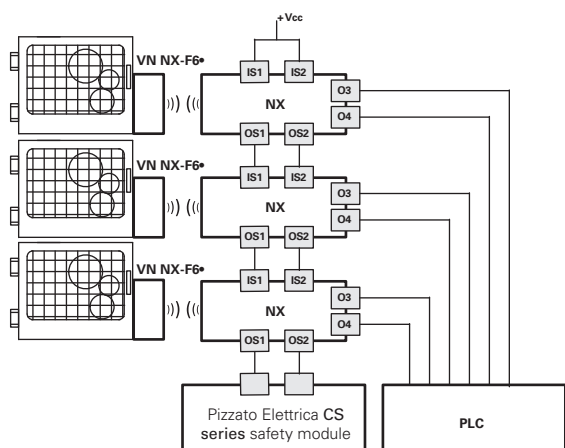 +Vcc
VN NX-F6•
IS1 IS2
NX
O3
O4
OS1 OS2
VN NX-F6•
IS1 IS2
NX
O3
O4
OS1 OS2
VN NX-F6•
IS1 IS2
NX
O3
O4
OS1 OS2
Pizzato Elettrica CS
series safety module
PLC